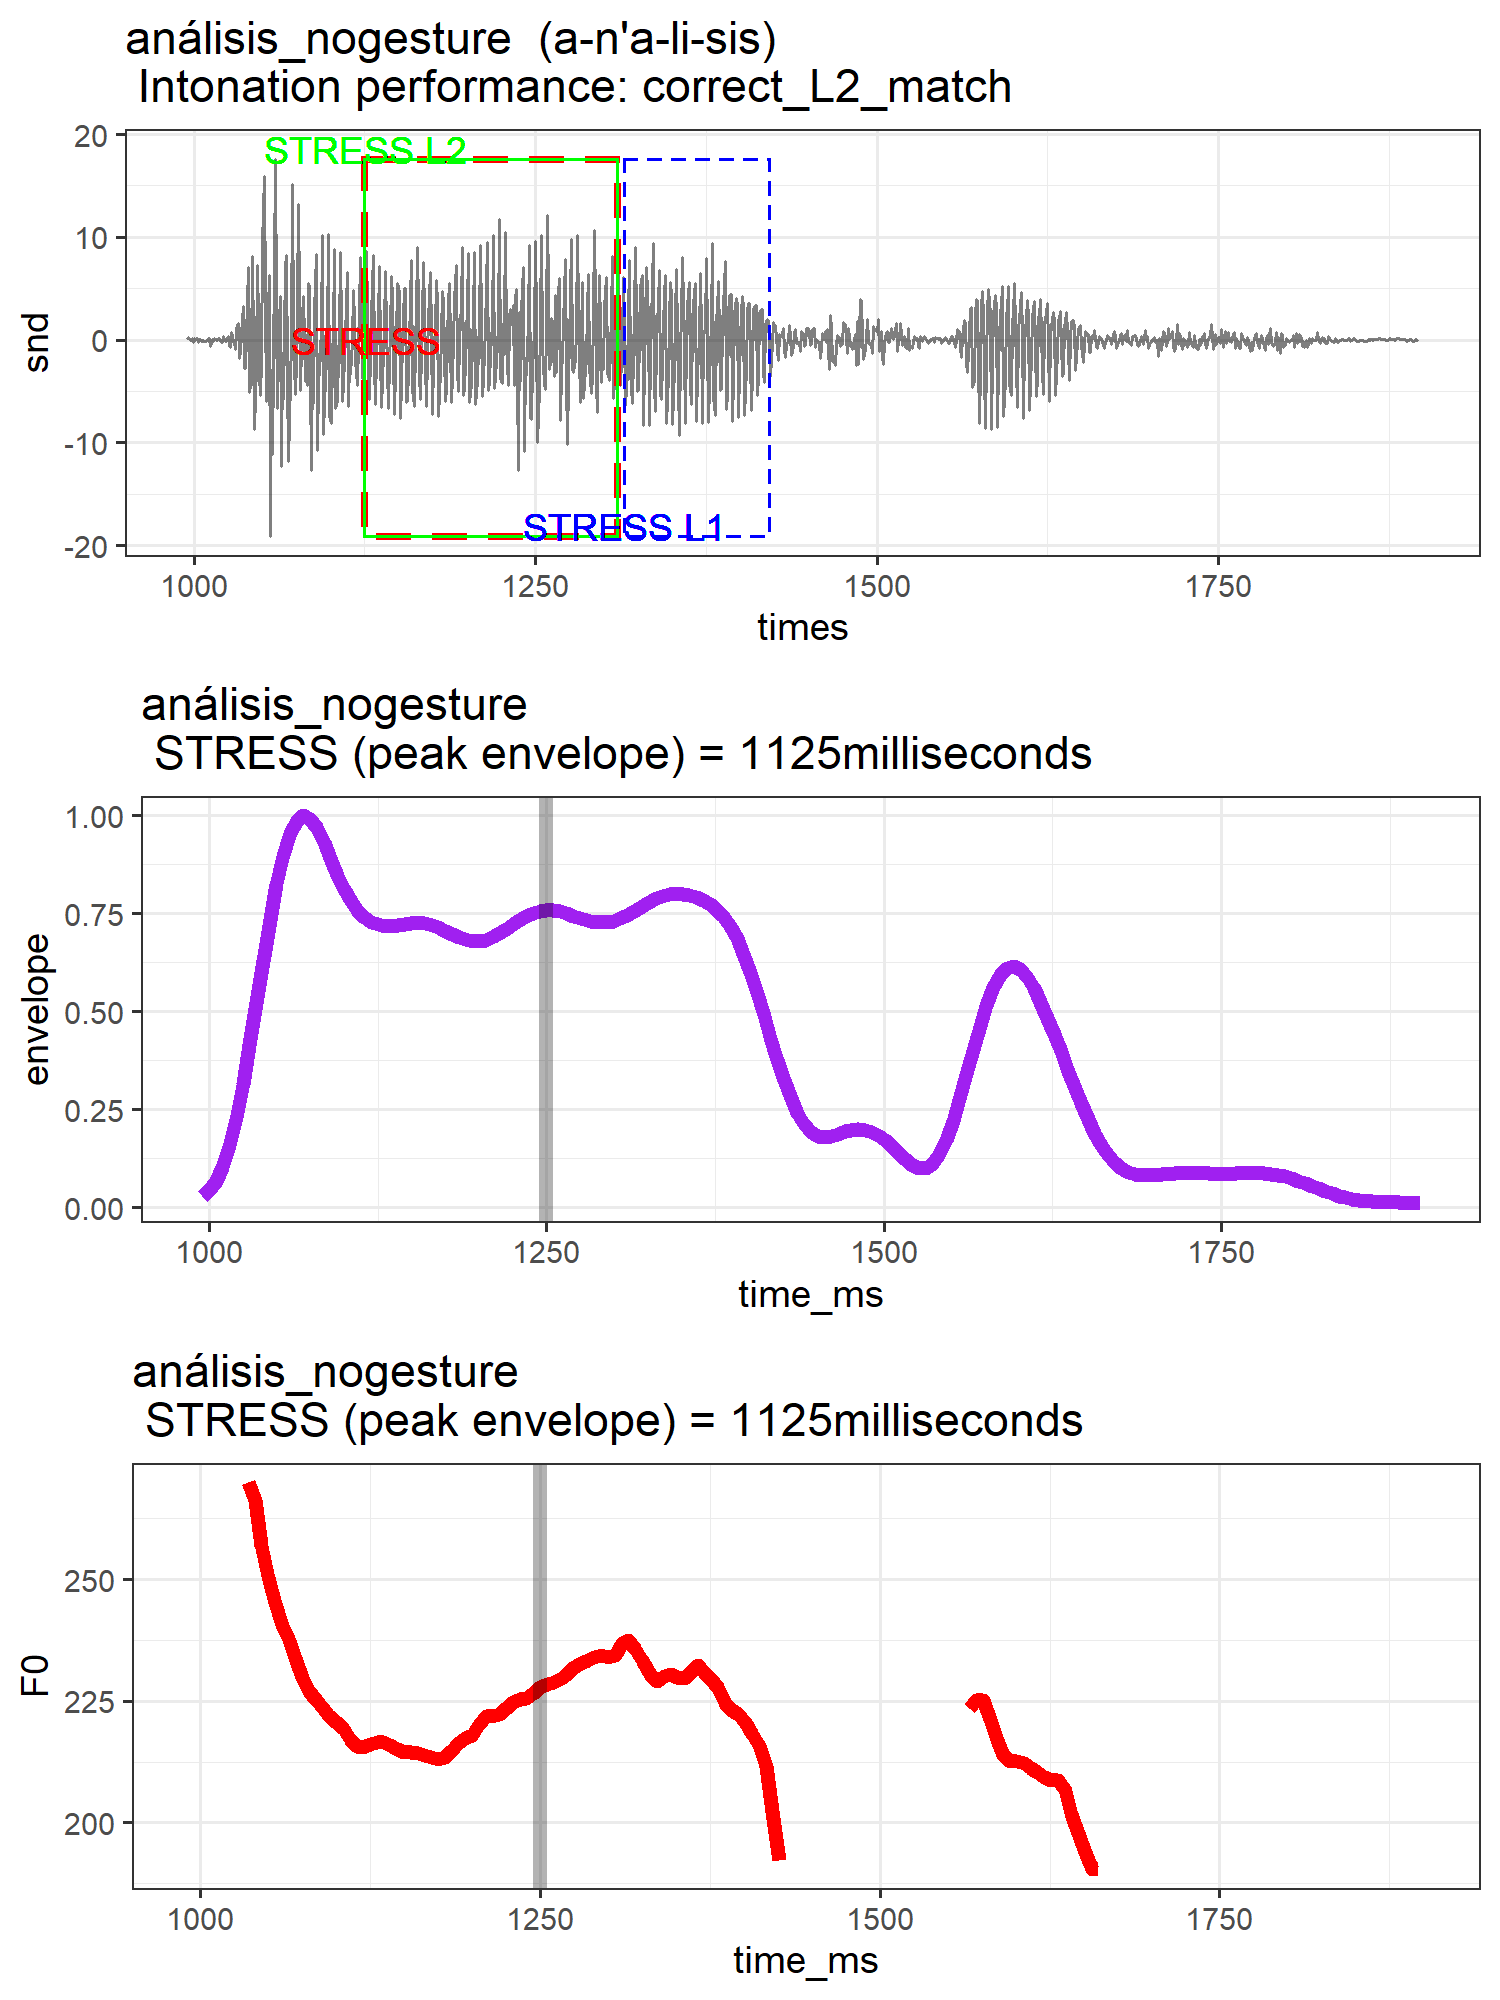 análisis_nogesture  (a-n'a-li-sis)
Intonation performance: correct_L2_match
20
10
0
-10
-20
snd
STRESS L2
STRESS
STRESS L1
1000 1250 1500 1750
times
análisis_nogesture
STRESS (peak envelope) = 1125milliseconds
1.00
0.75
0.50
0.25
0.00
envelope
1000 1250 1500 1750
time_ms
análisis_nogesture
STRESS (peak envelope) = 1125milliseconds
250
225
200
F0
1000 1250 1500 1750
time_ms